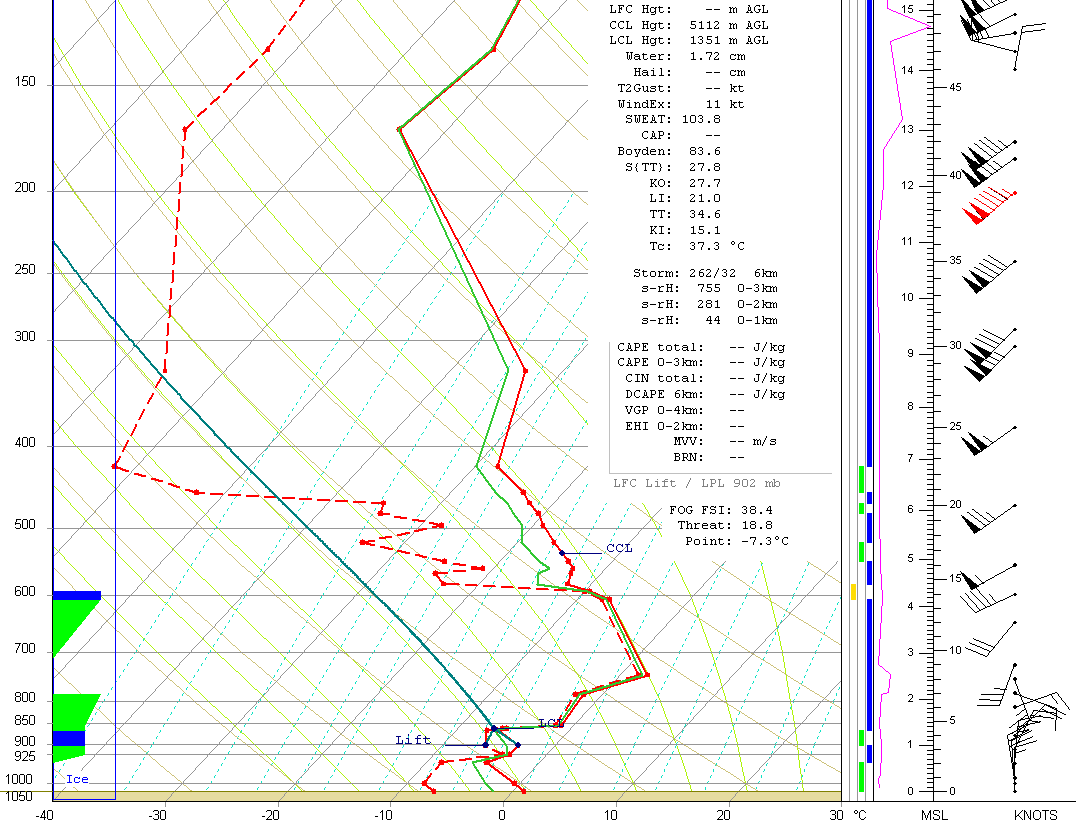 LFC Hgt: -- m AGL
CCL Hgt: 5112 m AGL
LCL Hgt: 1351 m AGL
Water: 1.72 cm
Hail: -- cm
T2Gust: -- kt
WindEx: 11 kt
SWEAT: 103.8
CAP: --
Boyden: 83.6
S{TT}: 27.8
KO: 27.7
LI: 21.0
TT: 34.6
KI: 15.1
Tc: 37.3 °C
Storm: 262/32 6km
s-rH: 755 0-3km
s-rH: 281 0-2km
s-rH: 44 0-1km
CAPE total: -- J/kg
CAPE 0-3km: -- J/kg
CIN total: -- J/kg
DCAPE 6km: -- J/kg
VGP 0-4km: --
EHI 0-2km: --
MVV: -- m/s
BRN: --
LFC Lift / LPL 902 mb
FOG FSI: 38.4
Threat: 18.8
Point: -7.3°C
CCL
LCL
Lift
Ice
150
200
250
300
400
500
600
700
800
850
900
925
1000
1050
-40
-30
-20
-10
0
10
20
30
°C
MSL
KNOTS
15
14
13
12
11
10
9
8
7
6
5
4
3
2
1
0
45
40
35
30
25
20
15
10
5
0